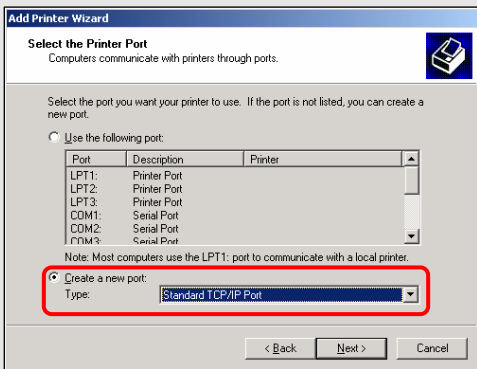 Add Printer Wizard
Select the Printer Port
Computers communicate with printers through ports.
Select the port you want your printer to use. If the port is not listed, you can create a
new port.
Use the following port:
Port Description Printer
LPT1: Printer Port
LPT2: Printer Port
LPT3: Printer Port
COM1: Serial Port
COM2: Serial Port
COM3: Serial Port
Note: Most computers use the LPT1: port to communicate with a local printer.
Create a new port:
Type: Standard TCP/IP Port
< Back Next > Cancel